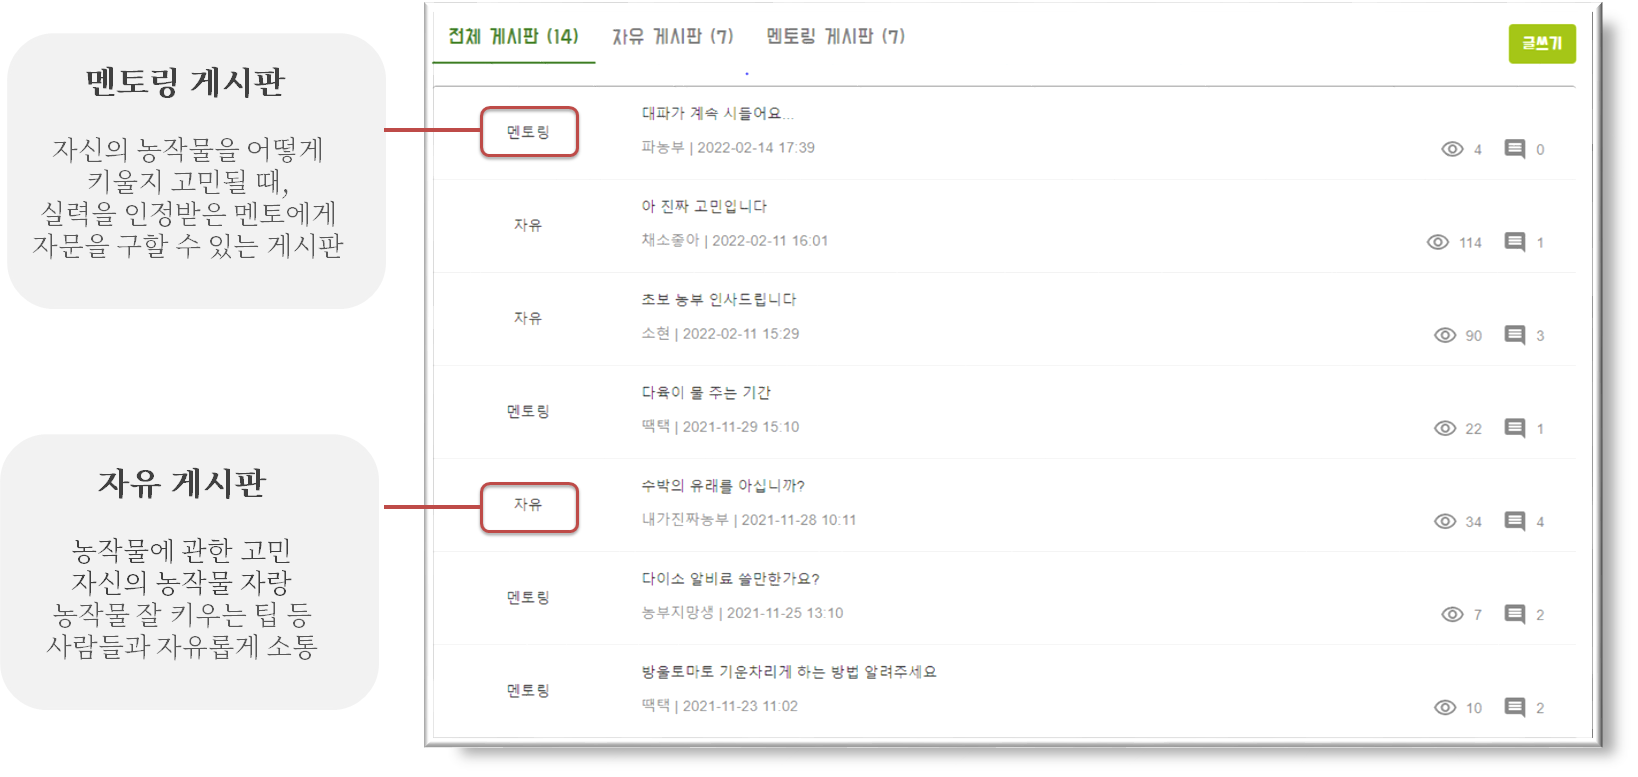 멘토링 게시판
자신의 농작물을 어떻게
키울지 고민될 때,
실력을 인정받은 멘토에게
자문을 구할 수 있는 게시판
자유 게시판
농작물에 관한 고민
자신의 농작물 자랑
농작물 잘 키우는 팁 등
사람들과 자유롭게 소통
전체 게시판 (14) 자유 게시판 (7) 멘토링 게시판 (7) 글쓰기
멘토링
대파가 계속 시들어요...
파농부 | 2022-02-14 17:39
4 0
자유
아 진짜 고민입니다
채소좋아 | 2022-02-11 16:01
114 1
자유
초보 농부 인사드립니다
소현 | 2022-02-11 15:29
90 3
멘토링
다육이 물 주는 기간
땍택 | 2021-11-29 15:10
22 1
자유
수박의 유래를 아십니까?
내가진짜농부 | 2021-11-28 10:11
34 4
멘토링
다이소 알비료 쓸만한가요?
농부지망생 | 2021-11-25 13:10
7 2
멘토링
방울토마토 기운차리게 하는 방법 알려주세요
땍택 | 2021-11-23 11:02
10 2